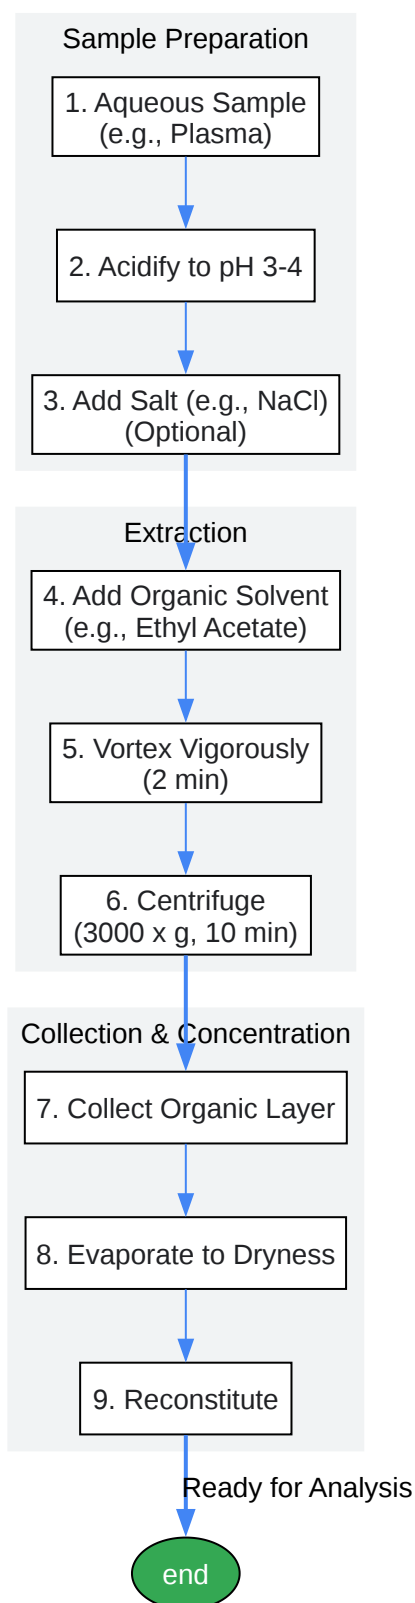 Sample Preparation
1. Aqueous Sample
(e.g., Plasma)
2. Acidify to pH 3-4
3. Add Salt (e.g., NaCl)
(Optional)
Extraction
4. Add Organic Solvent
(e.g., Ethyl Acetate)
5. Vortex Vigorously
(2 min)
6. Centrifuge
(3000 x g, 10 min)
Collection & Concentration
7. Collect Organic Layer
8. Evaporate to Dryness
9. Reconstitute
Ready for Analysis
end